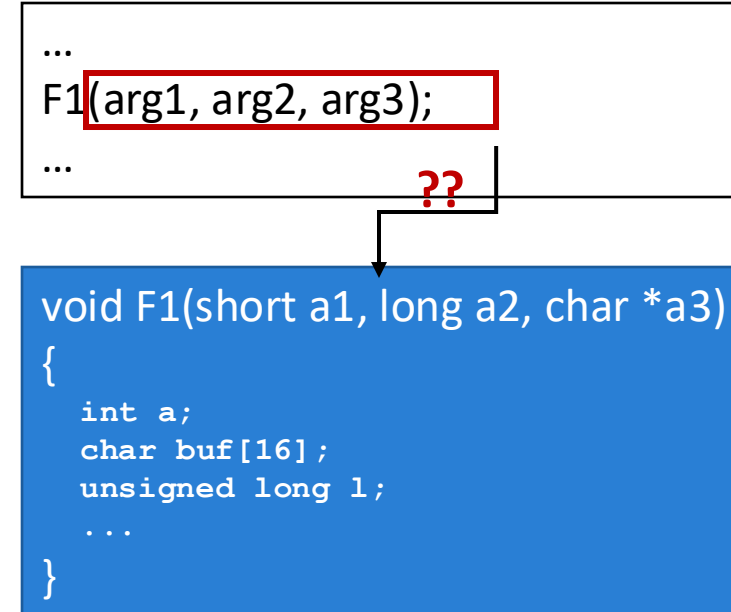 ...
F1(arg1, arg2, arg3);
...
??
void F1(short a1, long a2, char *a3)
{
int a;
char buf[16];
unsigned long l;
...
}